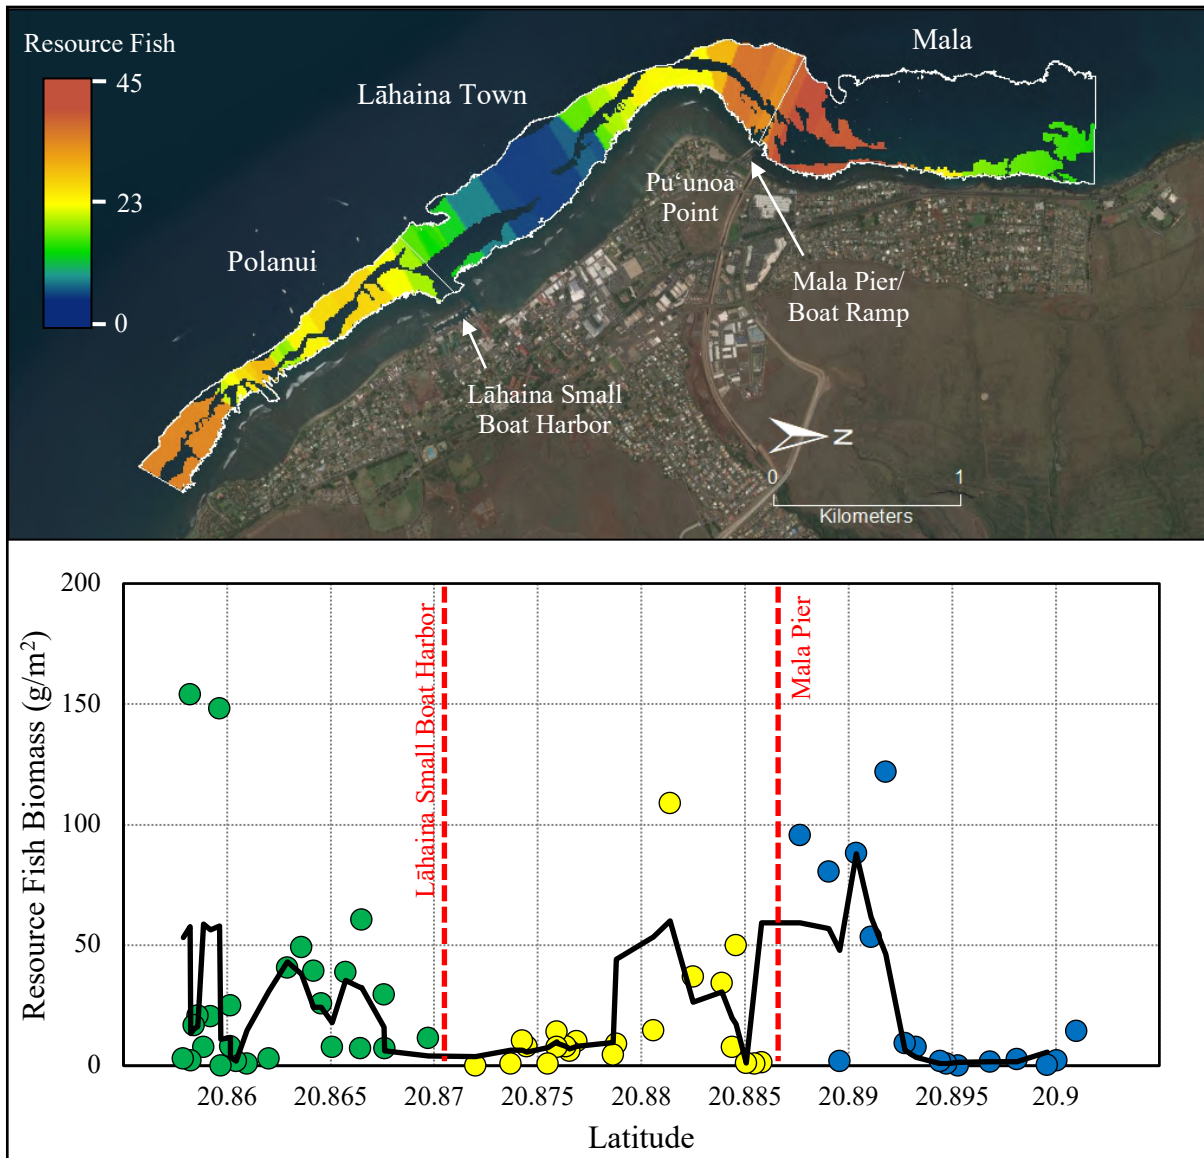 Resource Fish
45
23
0
Mala
Lāhaina Town
Puʻunoa
Point
Polanui
Mala Pier/
Boat Ramp
Lāhaina Small
Boat Harbor
N
0 1
Kilometers
Resource Fish Biomass (g/m²)
200
150
100
50
0
Lāhaina Small Boat Harbor
Mala Pier
20.86 20.865 20.87 20.875 20.88 20.885 20.89 20.895 20.9
Latitude